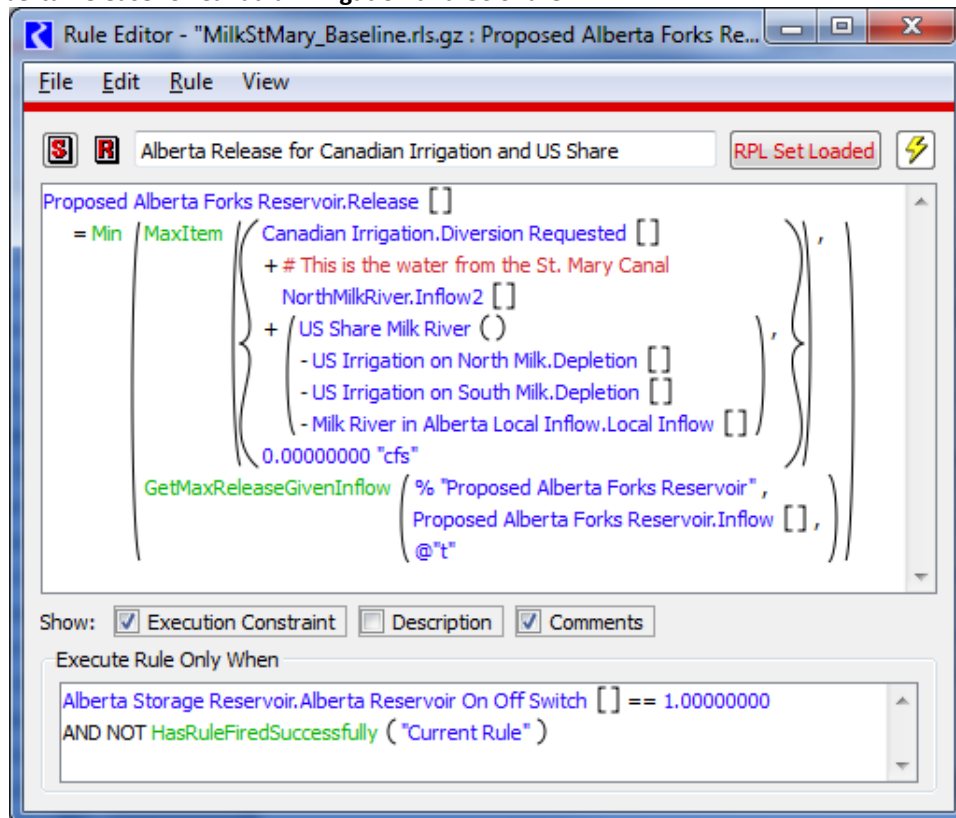 Rule Editor - "MilkStMary_Baseline.rls.gz : Proposed Alberta Forks Re...
File Edit Rule View
S R Alberta Release for Canadian Irrigation and US Share RPL Set Loaded
Proposed Alberta Forks Reservoir.Release []
= Min ( MaxItem ( { Canadian Irrigation.Diversion Requested [] } ) ,
+ # This is the water from the St. Mary Canal
NorthMilkRiver.Inflow2 []
+ ( US Share Milk River () ) ,
- US Irrigation on North Milk.Depletion []
- US Irrigation on South Milk.Depletion []
- Milk River in Alberta Local Inflow.Local Inflow []
0.00000000 "cfs"
GetMaxReleaseGivenInflow ( % "Proposed Alberta Forks Reservoir" ,
Proposed Alberta Forks Reservoir.Inflow [] ,
@"t" ) )
Show: Execution Constraint Description Comments
Execute Rule Only When
Alberta Storage Reservoir.Alberta Reservoir On Off Switch [] == 1.00000000
AND NOT HasRuleFiredSuccessfully ( "Current Rule" )